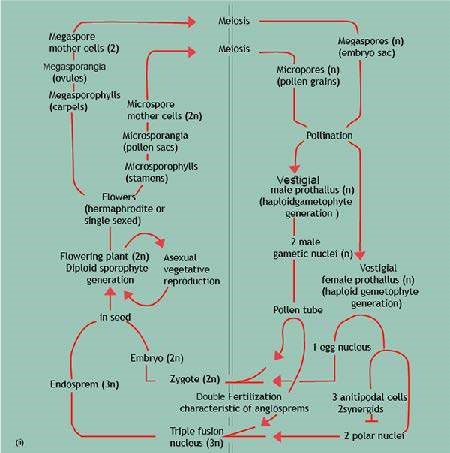 Meiosis
Megaspore
mother cells (2)
Megaspores (n)
(embryo sac)
Meiosis
Megasporangia
(ovules)
Micropores (n)
(pollen grains)
Megasporophylls
(carpels)
Microspore
mother cells (2n)
Microsporangia
(pollen sacs)
Pollination
Microsporophylls
(stamens)
Vestigial
male prothallus (n)
(haploidgametophyte
generation )
Flowers
(hermaphrodite or
single sexed)
2 male
gametic nuclei (n)
Flowering plant (2n)
Diploid sporophyte
generation
Asexual
vegetative
reproduction
Vestigial
female prothallus (n)
(haploid gemetophyte
generation)
Pollen tube
In seed
1 egg nucleus
Embryo (2n)
Endosprem (3n)
Zygote (2n)
Double Fertilization
characteristic of angiosprems
3 anitipodal cells
2synergids
Triple fusion
nucleus (3n)
2 polar nuclei
(i)